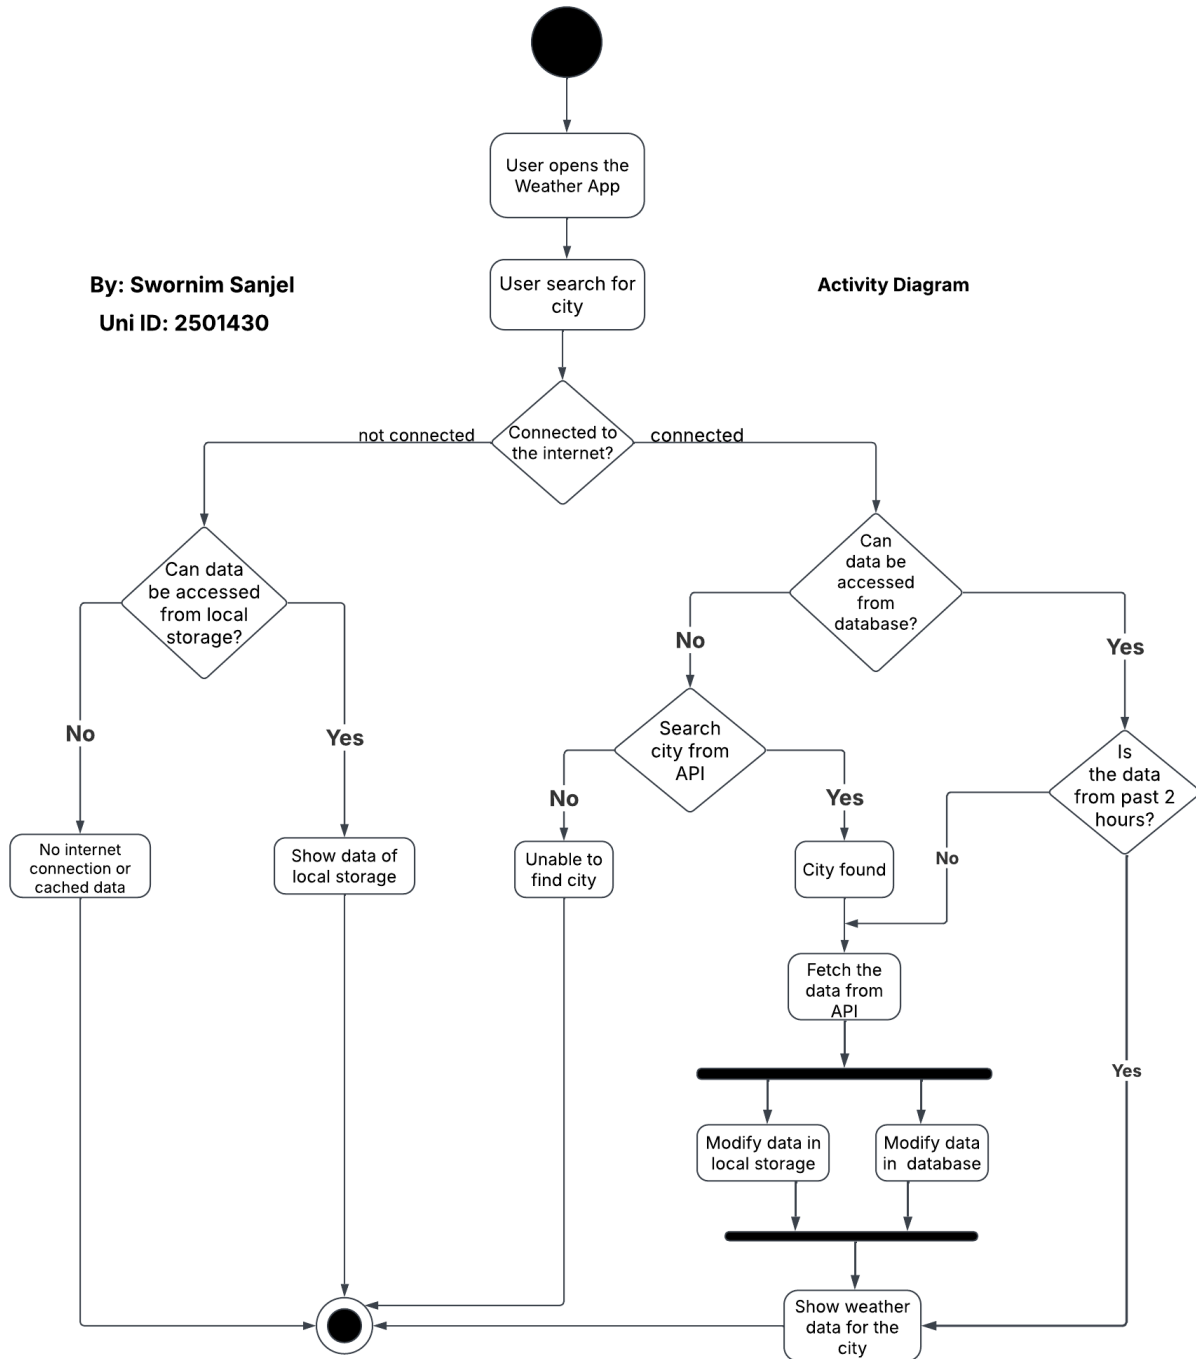 User opens the
Weather App
User search for
city
By: Swornim Sanjel
Uni ID: 2501430
Activity Diagram
not connected
Connected to
the internet?
connected
Can data
be accessed
from local
storage?
Can
data be
accessed
from
database?
No
Yes
Search
city from
API
No
Yes
Is
the data
from past 2
hours?
No
Yes
No internet
connection or
cached data
Show data of
local storage
Unable to
find city
City found
No
Fetch the
data from
API
Yes
Modify data in
local storage
Modify data
in  database
Show weather
data for the
city